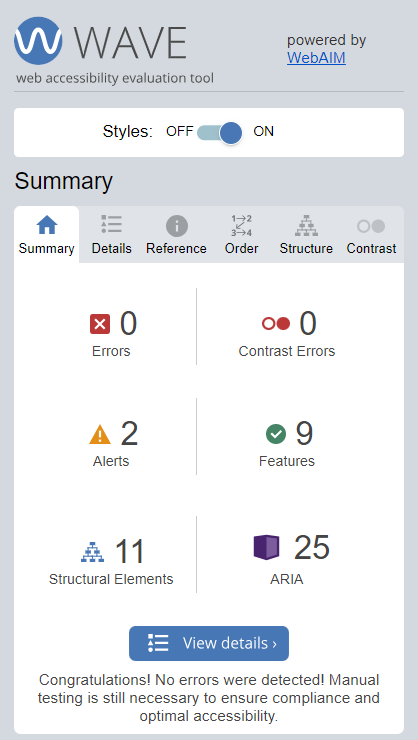 WAVE
web accessibility evaluation tool
powered by
WebAIM
Styles: OFF ON
Summary
Summary Details Reference Order Structure Contrast
1→2
3→4
0
Errors
0
Contrast Errors
2
Alerts
9
Features
11
Structural Elements
25
ARIA
View details ›
Congratulations! No errors were detected! Manual
testing is still necessary to ensure compliance and
optimal accessibility.